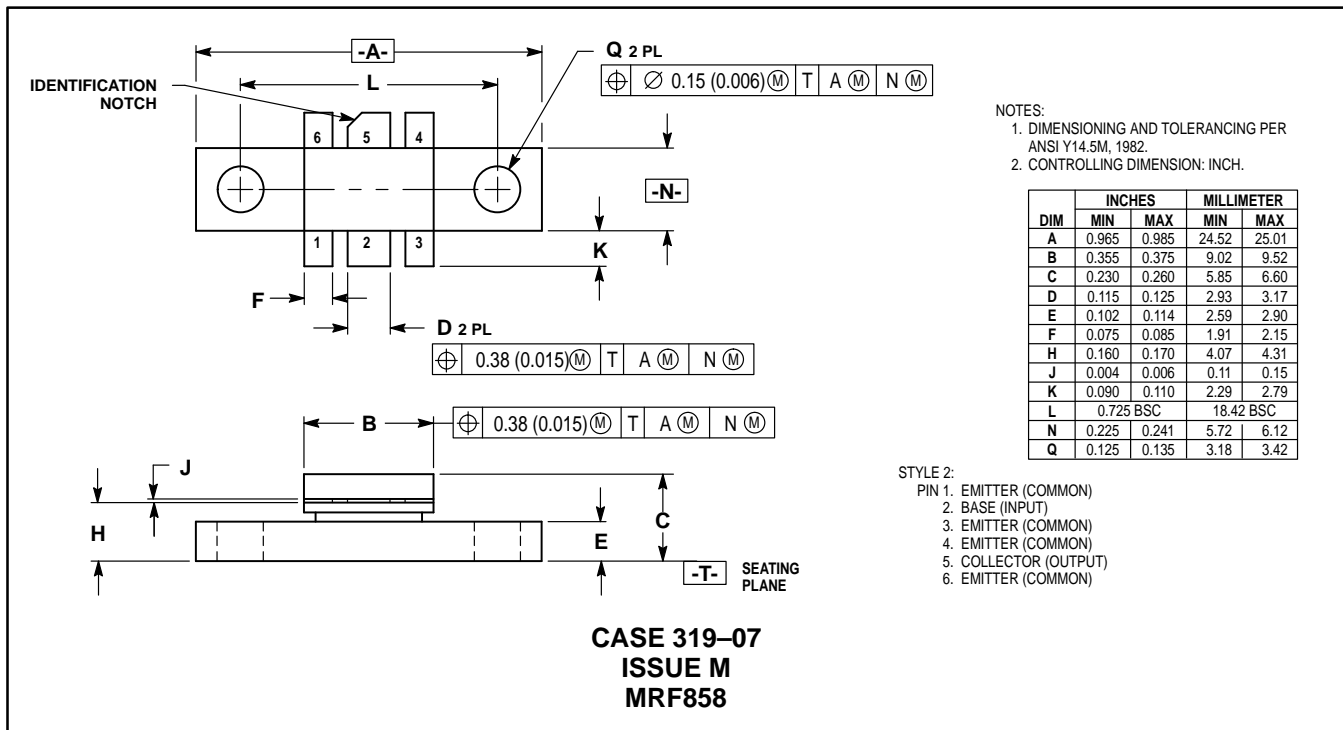 -A-
Q 2 PL
⌖ ∅ 0.15 (0.006) Ⓜ T A Ⓜ N Ⓜ
IDENTIFICATION
NOTCH
L
6 5 4
-N-
1 2 3
K
F
D 2 PL
⌖ 0.38 (0.015) Ⓜ T A Ⓜ N Ⓜ
B
⌖ 0.38 (0.015) Ⓜ T A Ⓜ N Ⓜ
J
H
C
E
-T- SEATING
PLANE
NOTES:
1. DIMENSIONING AND TOLERANCING PER
ANSI Y14.5M, 1982.
2. CONTROLLING DIMENSION: INCH.
INCHES MILLIMETER
DIM MIN MAX MIN MAX
A 0.965 0.985 24.52 25.01
B 0.355 0.375 9.02 9.52
C 0.230 0.260 5.85 6.60
D 0.115 0.125 2.93 3.17
E 0.102 0.114 2.59 2.90
F 0.075 0.085 1.91 2.15
H 0.160 0.170 4.07 4.31
J 0.004 0.006 0.11 0.15
K 0.090 0.110 2.29 2.79
L 0.725 BSC 18.42 BSC
N 0.225 0.241 5.72 6.12
Q 0.125 0.135 3.18 3.42
STYLE 2:
PIN 1. EMITTER (COMMON)
2. BASE (INPUT)
3. EMITTER (COMMON)
4. EMITTER (COMMON)
5. COLLECTOR (OUTPUT)
6. EMITTER (COMMON)
CASE 319–07
ISSUE M
MRF858